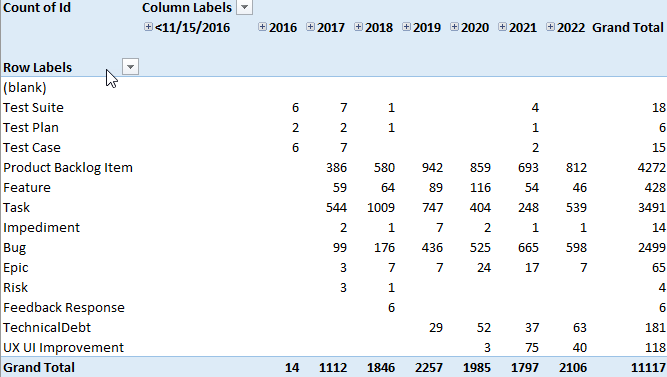 Count of Id Column Labels
<11/15/2016 2016 2017 2018 2019 2020 2021 2022 Grand Total
Row Labels
(blank)
Test Suite 6 7 1 4 18
Test Plan 2 2 1 1 6
Test Case 6 7 2 15
Product Backlog Item 386 580 942 859 693 812 4272
Feature 59 64 89 116 54 46 428
Task 544 1009 747 404 248 539 3491
Impediment 2 1 7 2 1 1 14
Bug 99 176 436 525 665 598 2499
Epic 3 7 7 24 17 7 65
Risk 3 1 4
Feedback Response 6 6
TechnicalDebt 29 52 37 63 181
UX UI Improvement 3 75 40 118
Grand Total 14 1112 1846 2257 1985 1797 2106 11117